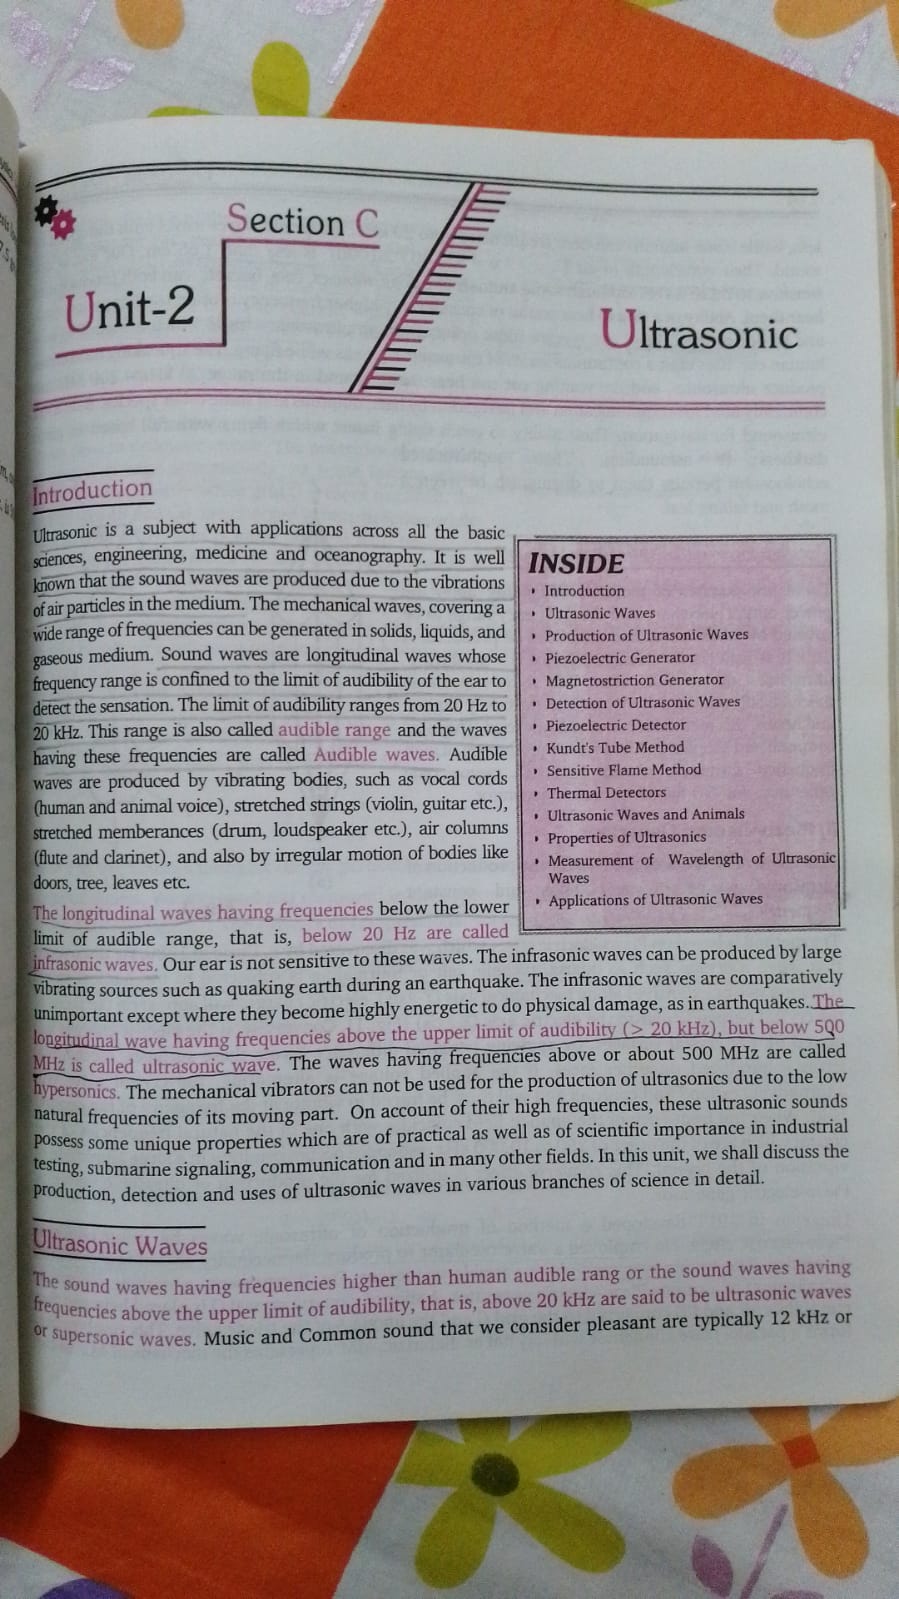 Section C
Unit-2
Ultrasonic
Introduction
Ultrasonic is a subject with applications across all the basic
sciences, engineering, medicine and oceanography. It is well
known that the sound waves are produced due to the vibrations
of air particles in the medium. The mechanical waves, covering a
wide range of frequencies can be generated in solids, liquids, and
gaseous medium. Sound waves are longitudinal waves whose
frequency range is confined to the limit of audibility of the ear to
detect the sensation. The limit of audibility ranges from 20 Hz to
20 kHz. This range is also called audible range and the waves
having these frequencies are called Audible waves. Audible
waves are produced by vibrating bodies, such as vocal cords
(human and animal voice), stretched strings (violin, guitar etc.),
stretched memberances (drum, loudspeaker etc.), air columns
(flute and clarinet), and also by irregular motion of bodies like
doors, tree, leaves etc.
INSIDE
Introduction
Ultrasonic Waves
Production of Ultrasonic Waves
Piezoelectric Generator
Magnetostriction Generator
Detection of Ultrasonic Waves
Piezoelectric Detector
Kundt's Tube Method
Sensitive Flame Method
Thermal Detectors
Ultrasonic Waves and Animals
Properties of Ultrasonics
Measurement of Wavelength of Ultrasonic
Waves
Applications of Ultrasonic Waves
The longitudinal waves having frequencies below the lower
limit of audible range, that is, below 20 Hz are called
infrasonic waves. Our ear is not sensitive to these waves. The infrasonic waves can be produced by large
vibrating sources such as quaking earth during an earthquake. The infrasonic waves are comparatively
unimportant except where they become highly energetic to do physical damage, as in earthquakes. The
longitudinal wave having frequencies above the upper limit of audibility (> 20 kHz), but below 500
MHz is called ultrasonic wave. The waves having frequencies above or about 500 MHz are called
hypersonics. The mechanical vibrators can not be used for the production of ultrasonics due to the low
natural frequencies of its moving part. On account of their high frequencies, these ultrasonic sounds
possess some unique properties which are of practical as well as of scientific importance in industrial
testing, submarine signaling, communication and in many other fields. In this unit, we shall discuss the
production, detection and uses of ultrasonic waves in various branches of science in detail.
Ultrasonic Waves
The sound waves having frequencies higher than human audible rang or the sound waves having
frequencies above the upper limit of audibility, that is, above 20 kHz are said to be ultrasonic waves
or supersonic waves. Music and Common sound that we consider pleasant are typically 12 kHz or